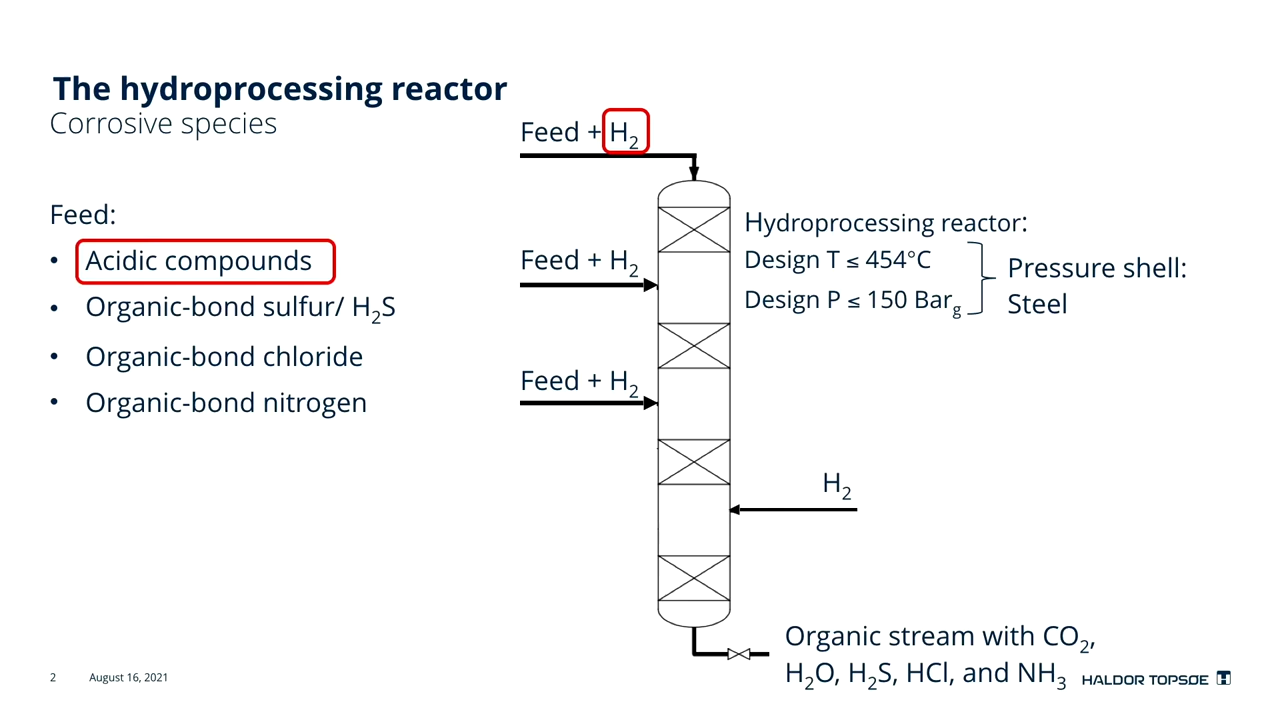 The hydroprocessing reactor
Corrosive species
Feed + H₂
Feed:
• Acidic compounds
• Organic-bond sulfur/ H₂S
• Organic-bond chloride
• Organic-bond nitrogen
Feed + H₂
Feed + H₂
Hydroprocessing reactor:
Design T ≤ 454°C
Design P ≤ 150 Bar_g
Pressure shell:
Steel
H₂
Organic stream with CO₂,
H₂O, H₂S, HCl, and NH₃
2 August 16, 2021
HALDOR TOPSØE